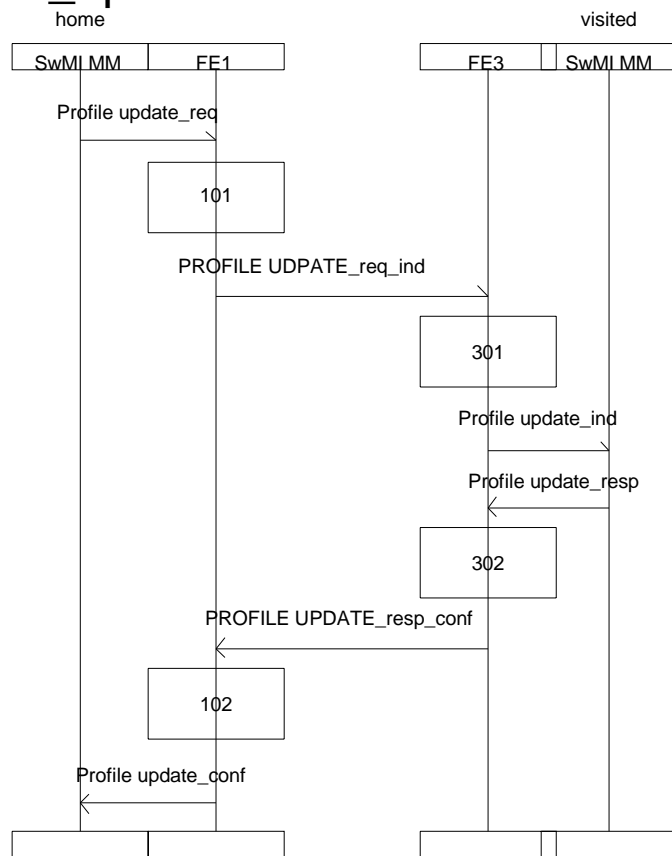 home visited
SwMI MM FE1 FE3 SwMI MM
Profile update_req
101
PROFILE UDPATE_req_ind
301
Profile update_ind
Profile update_resp
302
PROFILE UPDATE_resp_conf
102
Profile update_conf